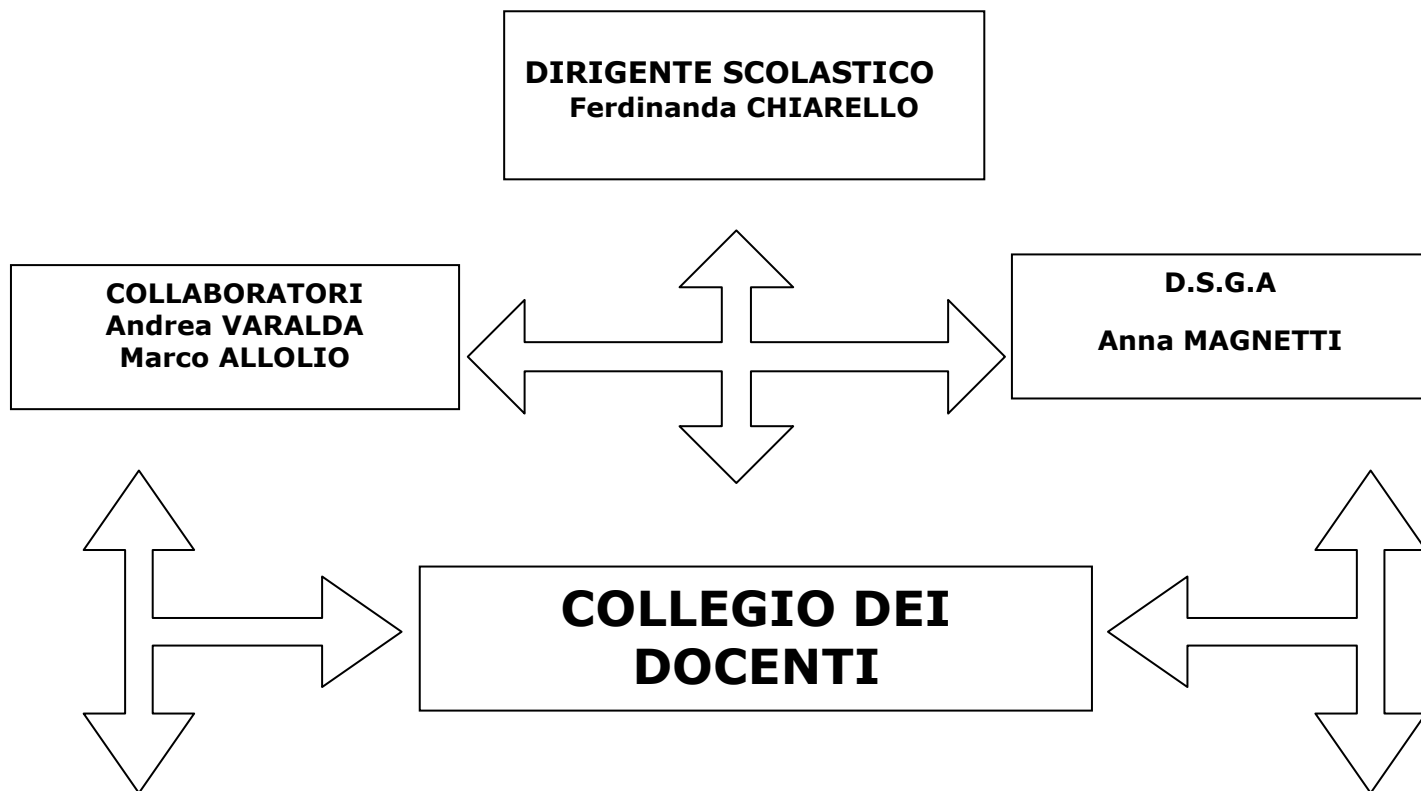 DIRIGENTE SCOLASTICO
Ferdinanda CHIARELLO
COLLABORATORI
Andrea VARALDA
Marco ALLOLIO
D.S.G.A
Anna MAGNETTI
COLLEGIO DEI
DOCENTI